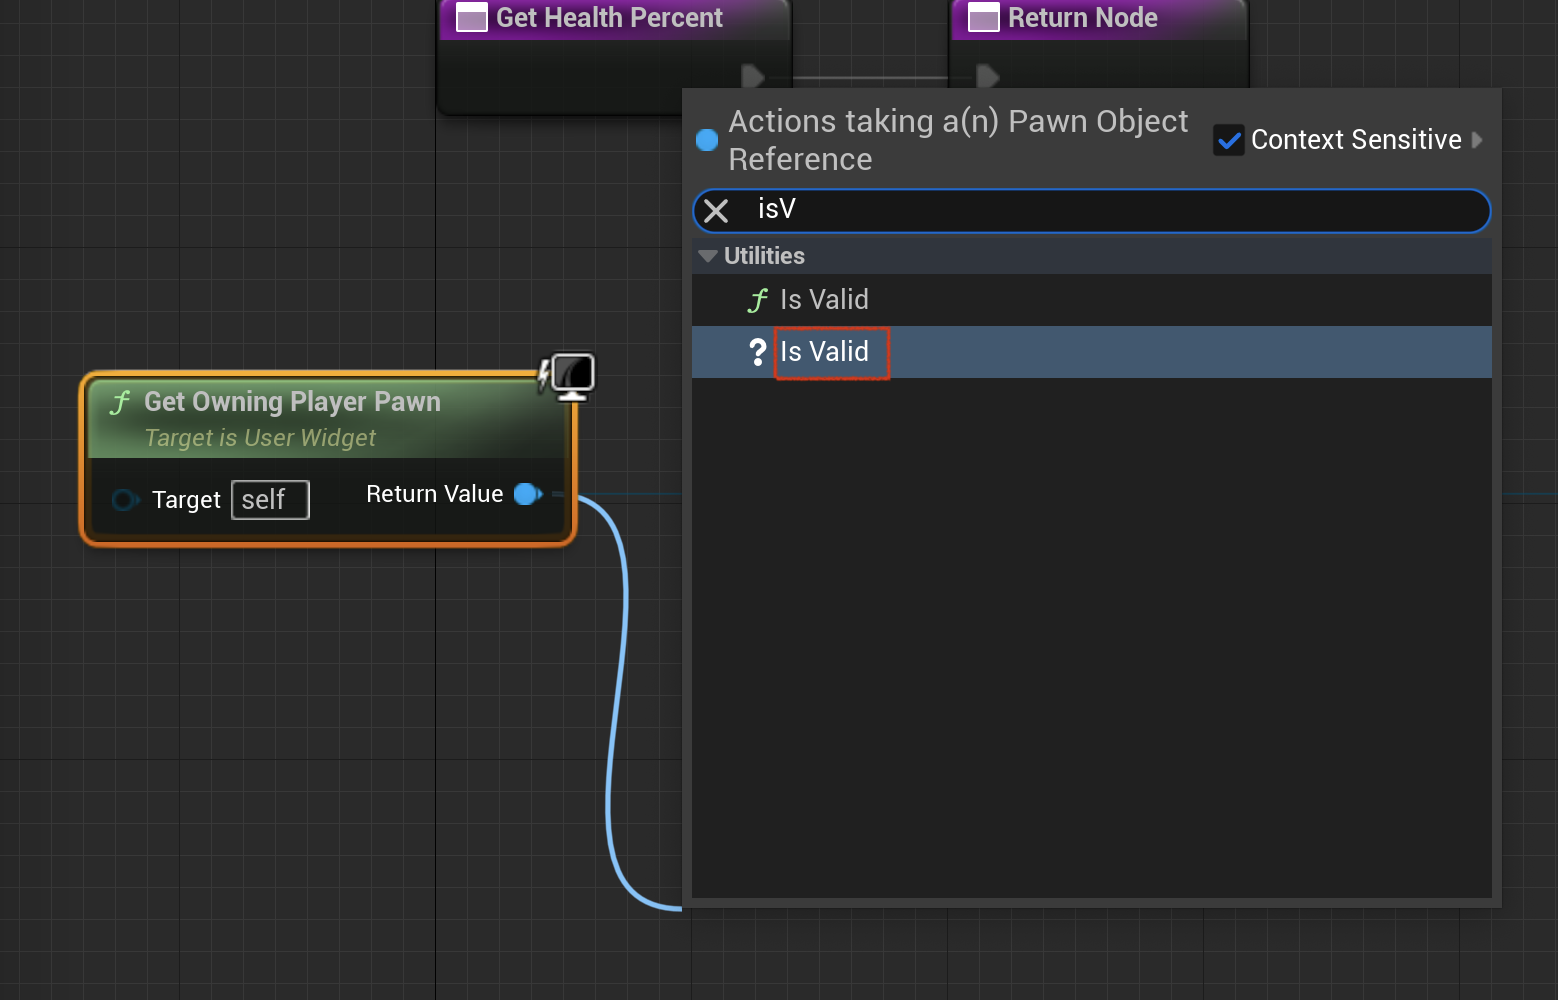 Get Health Percent
Return Node
Actions taking a(n) Pawn Object
Reference
Context Sensitive
isV
Utilities
f Is Valid
? Is Valid
f Get Owning Player Pawn
Target is User Widget
Target self
Return Value